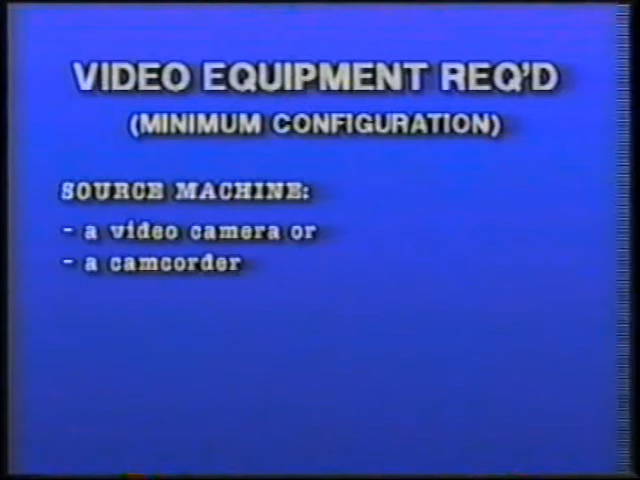 VIDEO EQUIPMENT REQ'D
(MINIMUM CONFIGURATION)
SOURCE MACHINE:
- a video camera or
- a camcorder